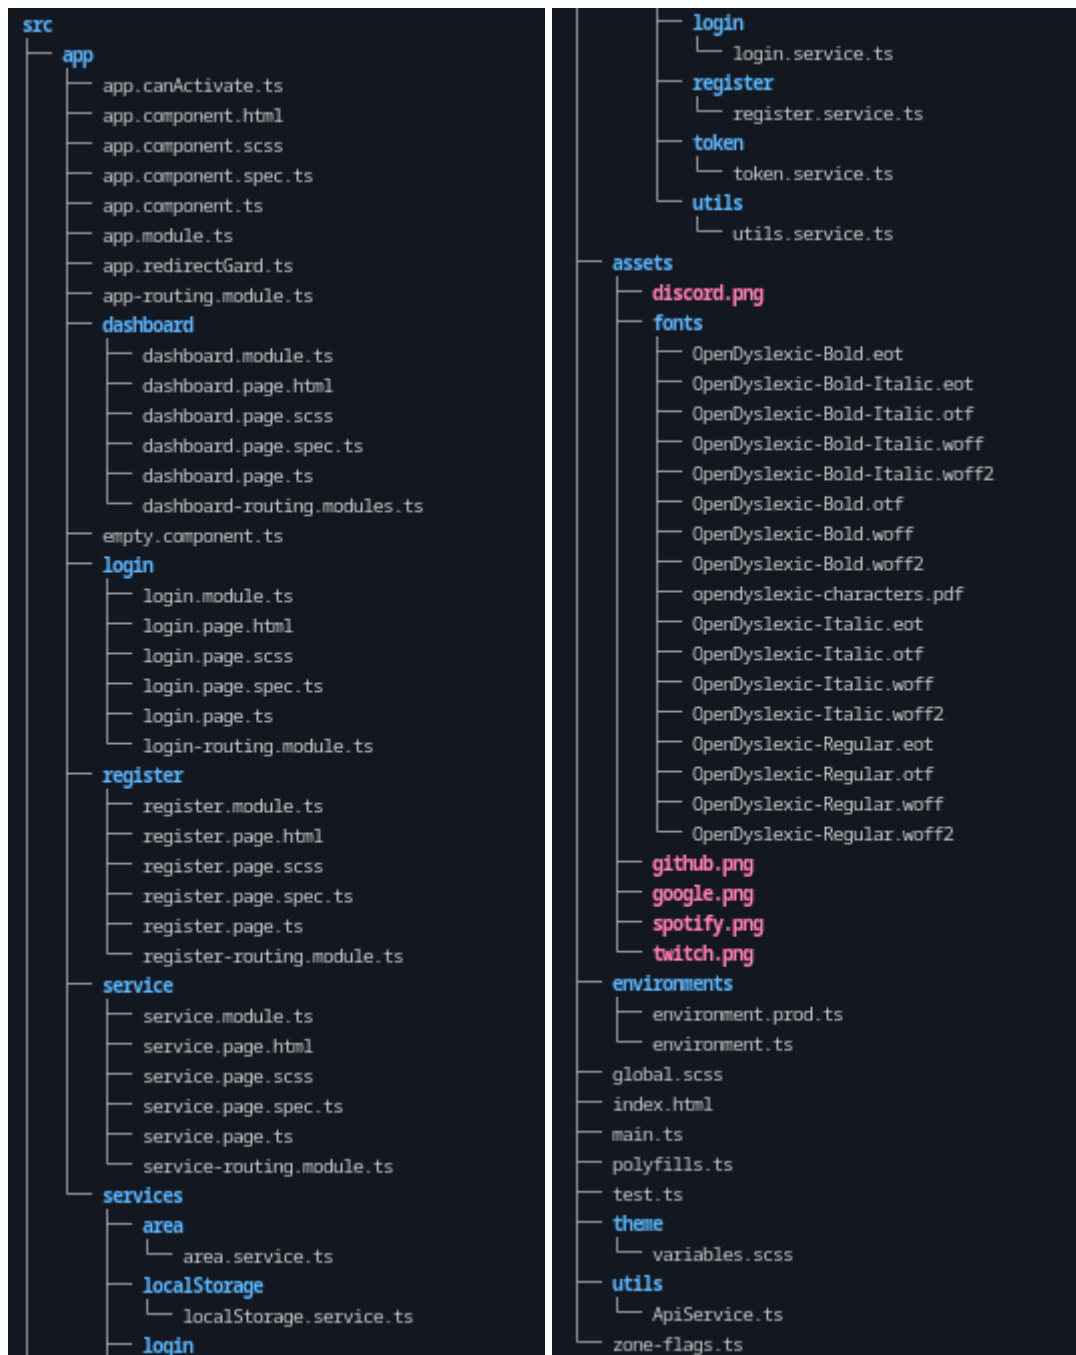 src
app
app.canActivate.ts
app.component.html
app.component.scss
app.component.spec.ts
app.component.ts
app.module.ts
app.redirectGard.ts
app-routing.module.ts
dashboard
dashboard.module.ts
dashboard.page.html
dashboard.page.scss
dashboard.page.spec.ts
dashboard.page.ts
dashboard-routing.modules.ts
empty.component.ts
login
login.module.ts
login.page.html
login.page.scss
login.page.spec.ts
login.page.ts
login-routing.module.ts
register
register.module.ts
register.page.html
register.page.scss
register.page.spec.ts
register.page.ts
register-routing.module.ts
service
service.module.ts
service.page.html
service.page.scss
service.page.spec.ts
service.page.ts
service-routing.module.ts
services
area
area.service.ts
localStorage
localStorage.service.ts
login
login
login.service.ts
register
register.service.ts
token
token.service.ts
utils
utils.service.ts
assets
discord.png
fonts
OpenDyslexic-Bold.eot
OpenDyslexic-Bold-Italic.eot
OpenDyslexic-Bold-Italic.otf
OpenDyslexic-Bold-Italic.woff
OpenDyslexic-Bold-Italic.woff2
OpenDyslexic-Bold.otf
OpenDyslexic-Bold.woff
OpenDyslexic-Bold.woff2
opendyslexic-characters.pdf
OpenDyslexic-Italic.eot
OpenDyslexic-Italic.otf
OpenDyslexic-Italic.woff
OpenDyslexic-Italic.woff2
OpenDyslexic-Regular.eot
OpenDyslexic-Regular.otf
OpenDyslexic-Regular.woff
OpenDyslexic-Regular.woff2
github.png
google.png
spotify.png
twitch.png
environments
environment.prod.ts
environment.ts
global.scss
index.html
main.ts
polyfills.ts
test.ts
theme
variables.scss
utils
ApiService.ts
zone-flags.ts